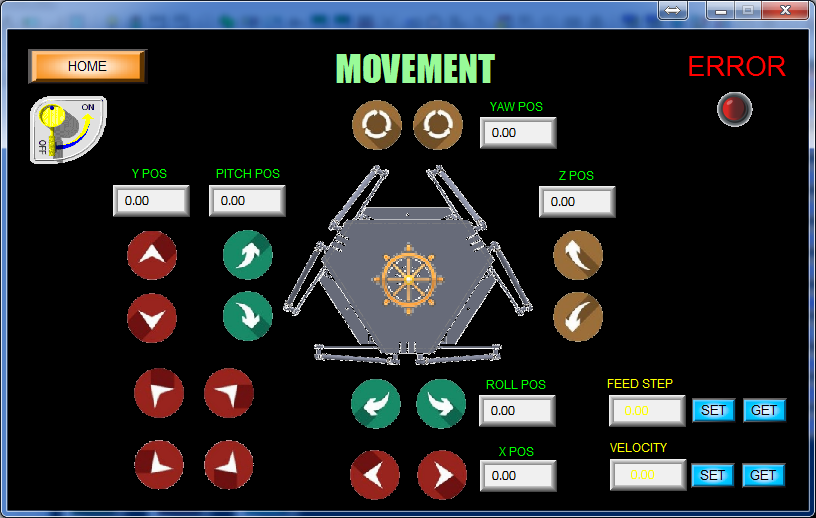 HOME
MOVEMENT
ERROR
ON
OFF
YAW POS
0.00
Y POS
PITCH POS
Z POS
0.00
0.00
0.00
ROLL POS
0.00
FEED STEP
0.00
SET
GET
X POS
0.00
VELOCITY
0.00
SET
GET